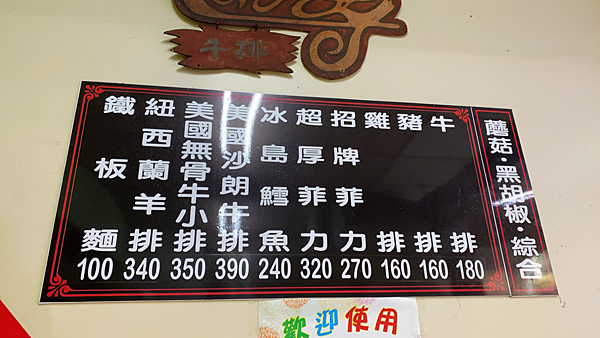 牛排
蘑菇·黑胡椒·綜合
牛排 180
豬排 160
雞排 160
招牌菲力 270
超厚菲力 320
冰島鱈魚 240
美國沙朗牛排 390
美國無骨牛小排 350
紐西蘭羊排 340
鐵板麵 100
歡迎使用